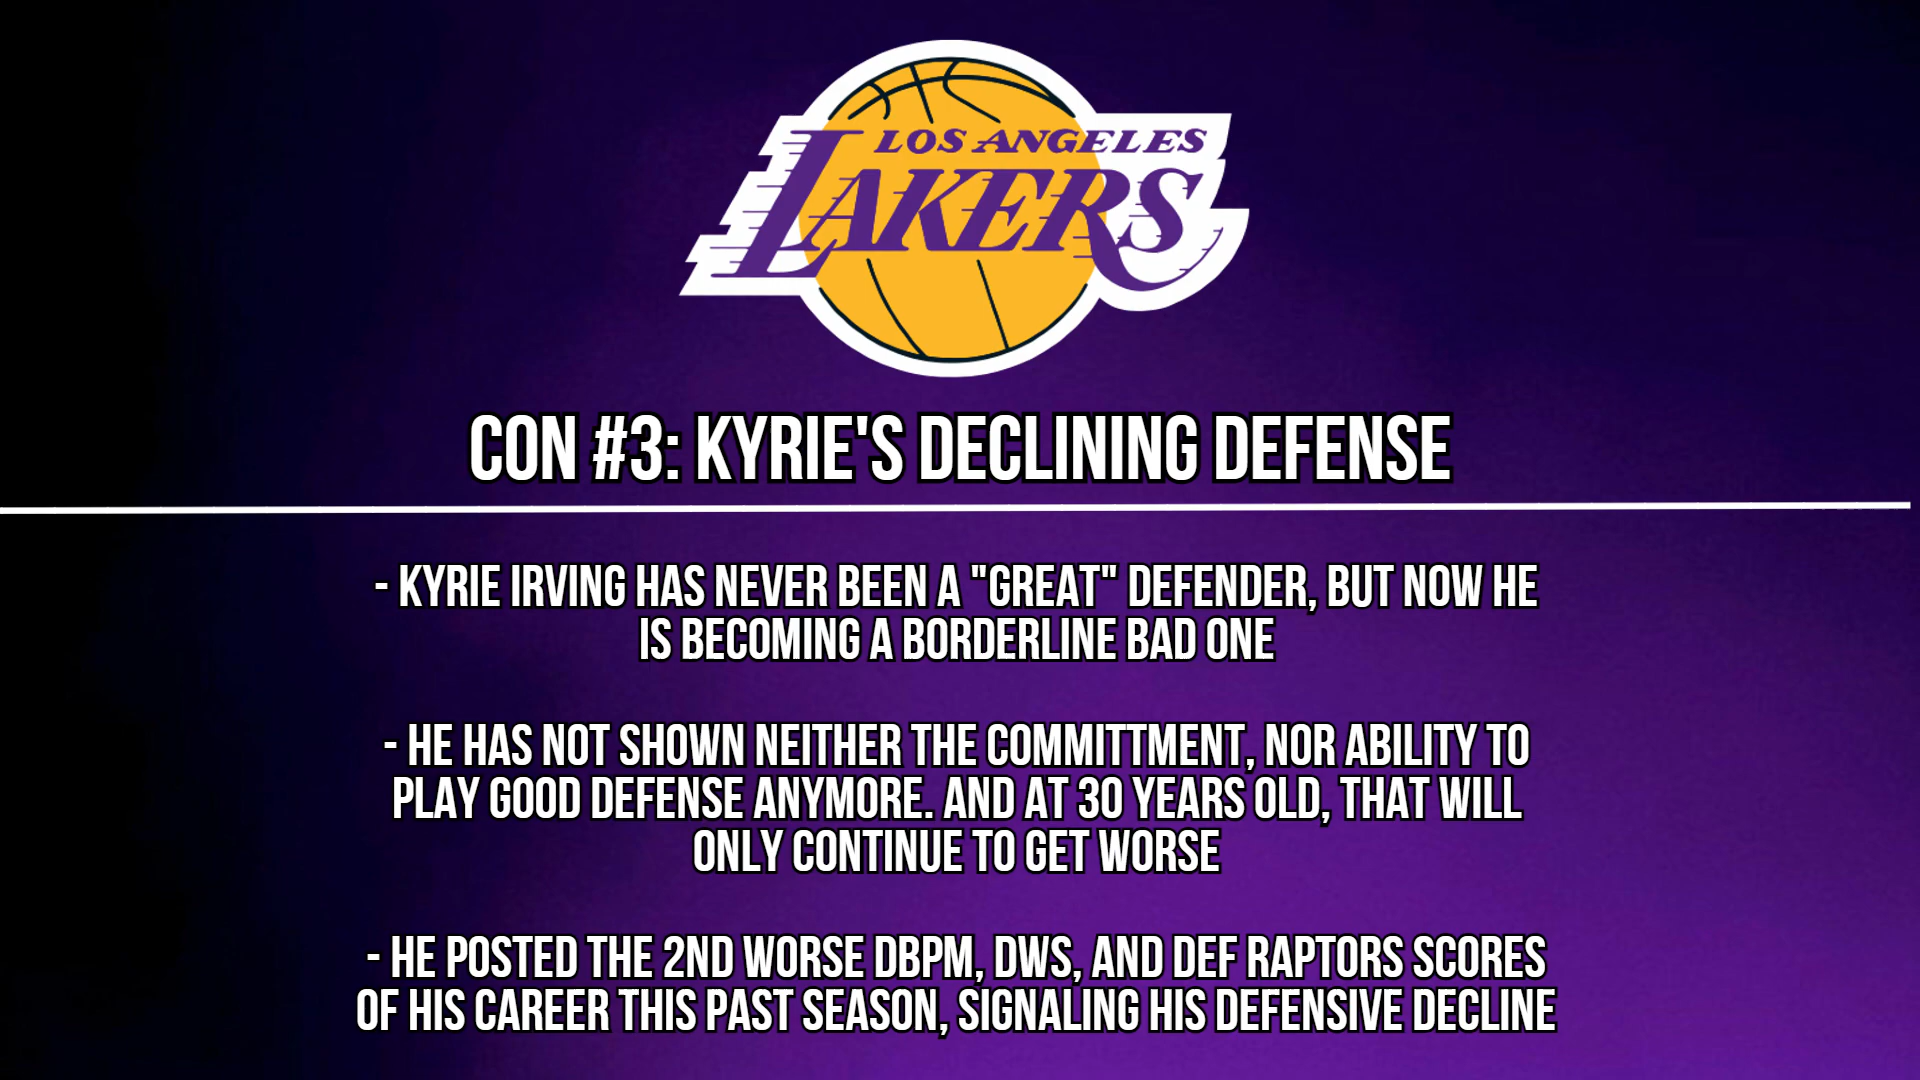 LOS ANGELES
LAKERS
CON #3: KYRIE'S DECLINING DEFENSE
- KYRIE IRVING HAS NEVER BEEN A "GREAT" DEFENDER, BUT NOW HE
IS BECOMING A BORDERLINE BAD ONE
- HE HAS NOT SHOWN NEITHER THE COMMITTMENT, NOR ABILITY TO
PLAY GOOD DEFENSE ANYMORE. AND AT 30 YEARS OLD, THAT WILL
ONLY CONTINUE TO GET WORSE
- HE POSTED THE 2ND WORSE DBPM, DWS, AND DEF RAPTORS SCORES
OF HIS CAREER THIS PAST SEASON, SIGNALING HIS DEFENSIVE DECLINE